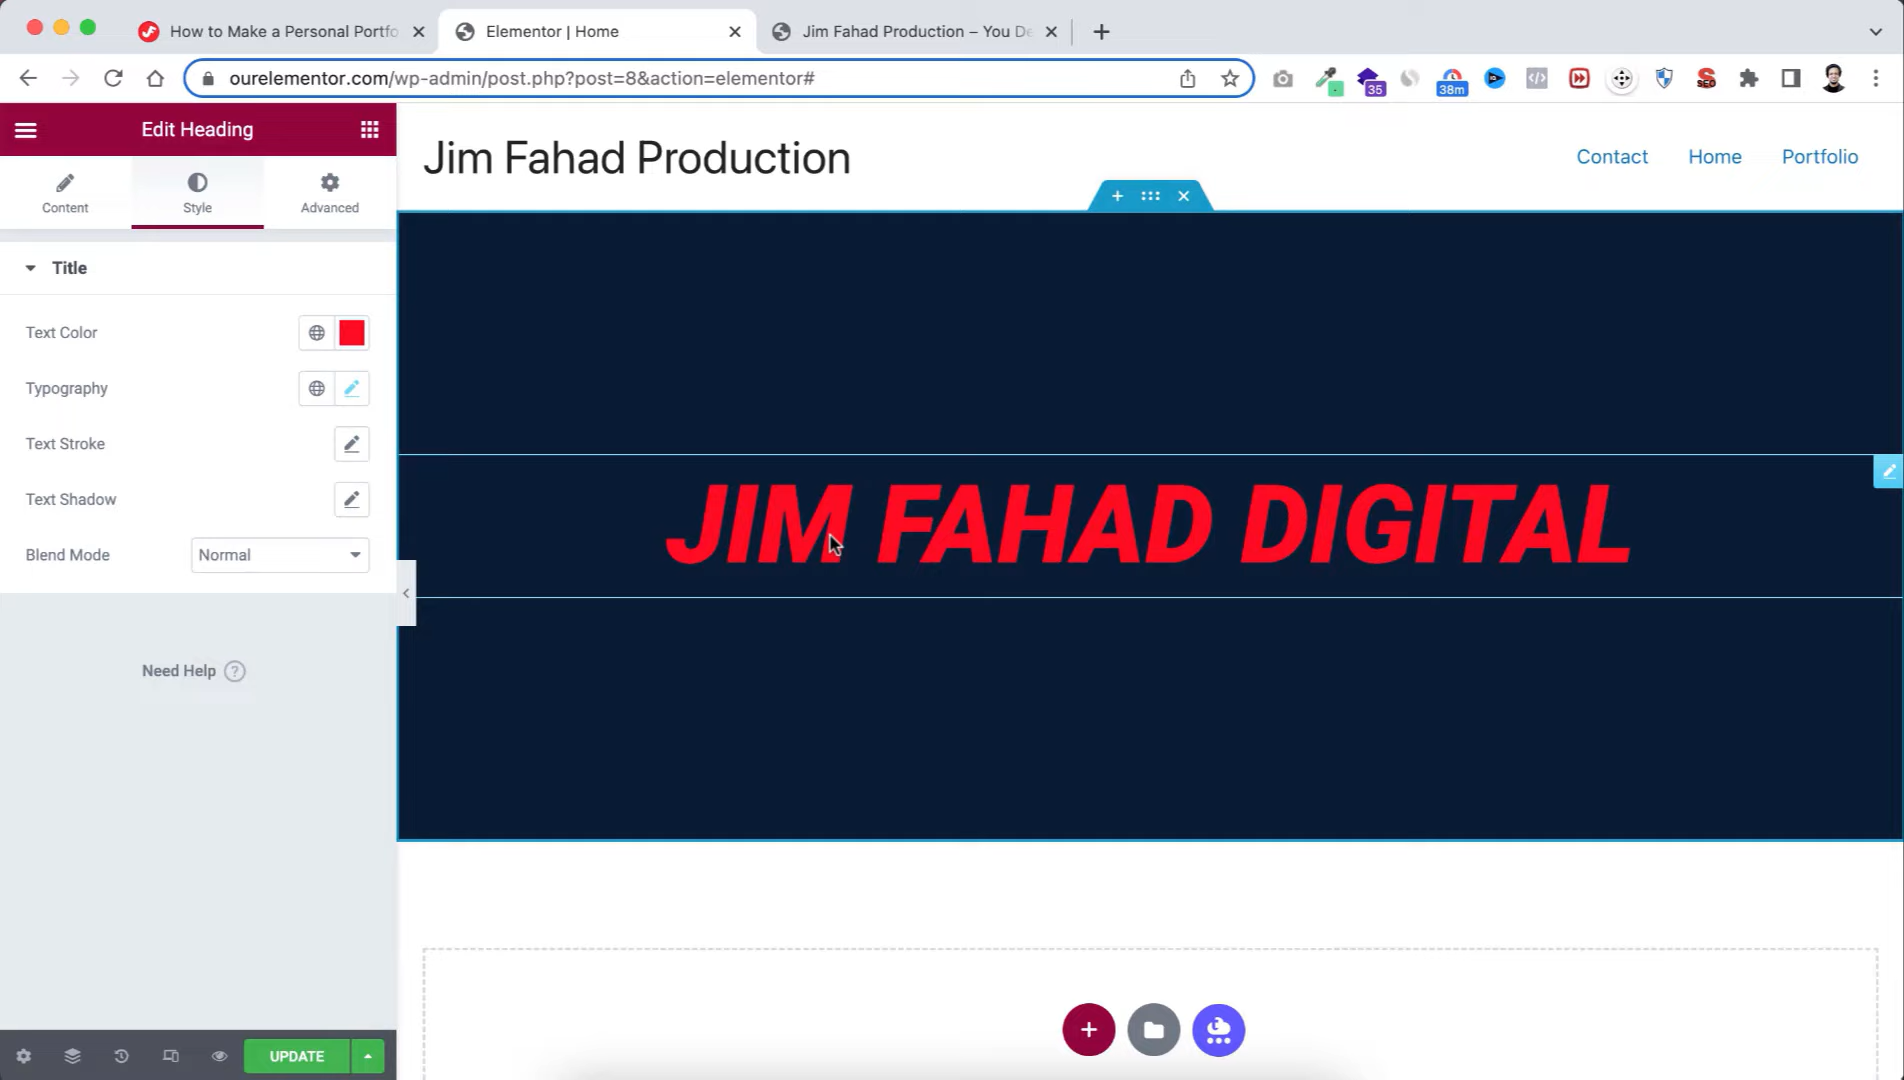 How to Make a Personal Portfo
Elementor | Home
Jim Fahad Production – You De
ourelementor.com/wp-admin/post.php?post=8&action=elementor#
35
38m
SEO
Edit Heading
Content
Style
Advanced
Title
Text Color
Typography
Text Stroke
Text Shadow
Blend Mode
Normal
Need Help ?
UPDATE
Jim Fahad Production
Contact
Home
Portfolio
JIM FAHAD DIGITAL